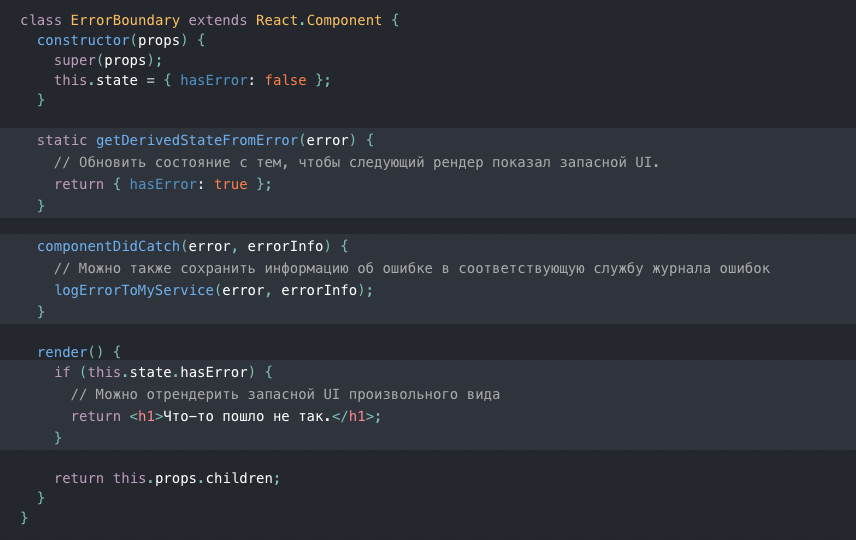 class ErrorBoundary extends React.Component {
  constructor(props) {
    super(props);
    this.state = { hasError: false };
  }

  static getDerivedStateFromError(error) {
    // Обновить состояние с тем, чтобы следующий рендер показал запасной UI.
    return { hasError: true };
  }

  componentDidCatch(error, errorInfo) {
    // Можно также сохранить информацию об ошибке в соответствующую службу журнала ошибок
    logErrorToMyService(error, errorInfo);
  }

  render() {
    if (this.state.hasError) {
      // Можно отрендерить запасной UI произвольного вида
      return <h1>Что-то пошло не так.</h1>;
    }

    return this.props.children;
  }
}